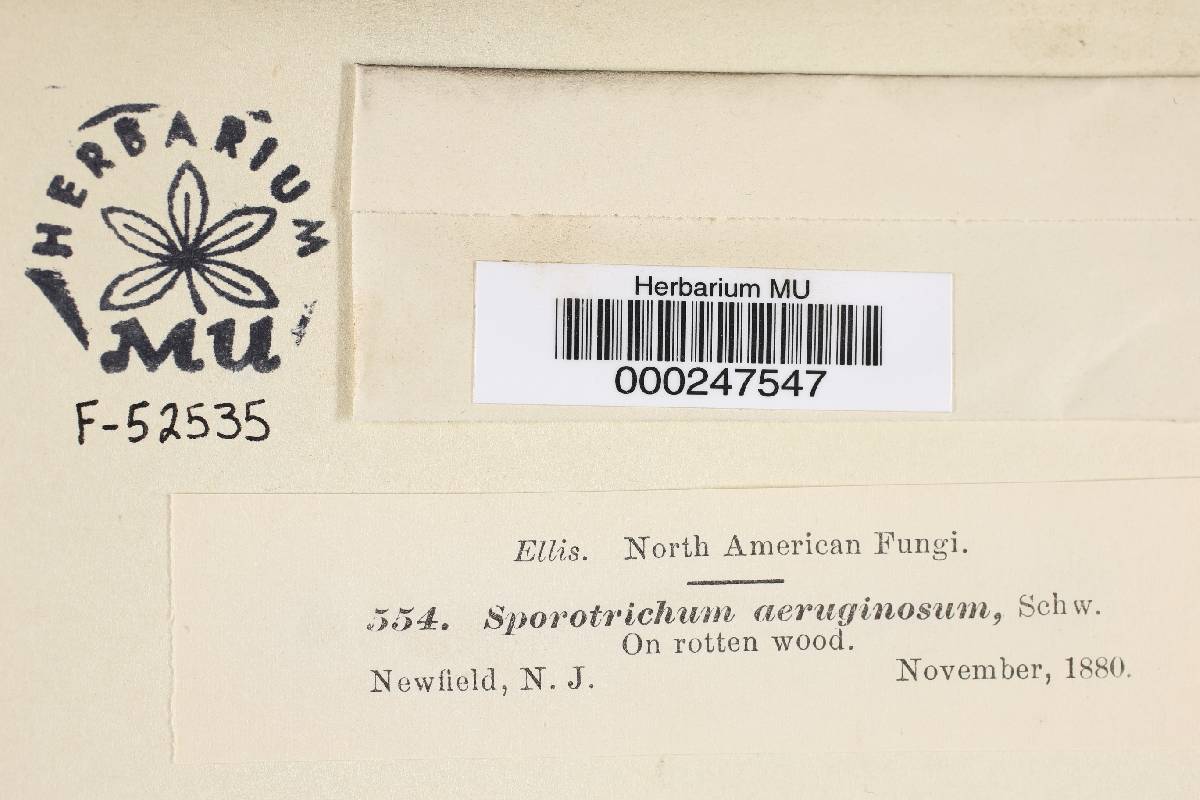 HERBARIUM
MU
F-52535
Herbarium MU
000247547
Ellis. North American Fungi.
554. Sporotrichum aeruginosum, Schw.
On rotten wood.
Newfield, N. J. November, 1880.